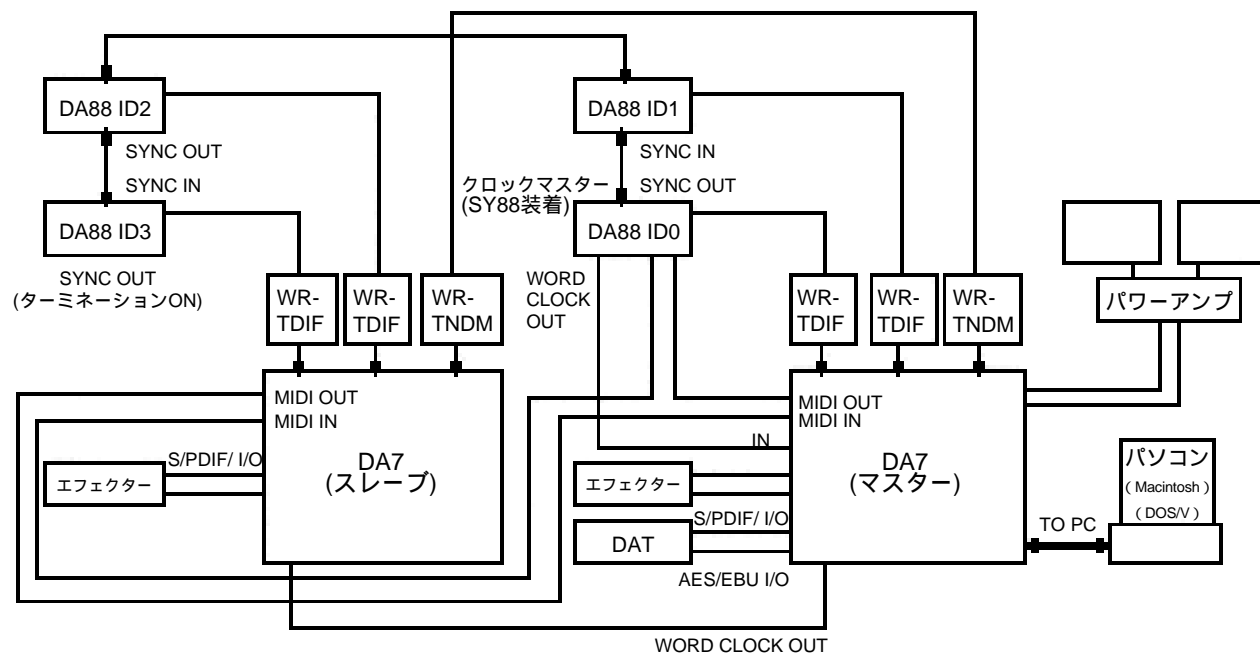 DA88 ID2
SYNC OUT
SYNC IN
DA88 ID3
SYNC OUT
(ターミネーションON)
DA88 ID1
SYNC IN
クロックマスター
(SY88装着)
SYNC OUT
DA88 ID0
WORD
CLOCK
OUT
WR-
TDIF
WR-
TDIF
WR-
TNDM
WR-
TDIF
WR-
TDIF
WR-
TNDM
パワーアンプ
MIDI OUT
MIDI IN
S/PDIF/ I/O
エフェクター
DA7
(スレーブ)
MIDI OUT
MIDI IN
IN
エフェクター
S/PDIF/ I/O
DAT
AES/EBU I/O
DA7
(マスター)
TO PC
パソコン
( Macintosh )
( DOS/V )
WORD CLOCK OUT